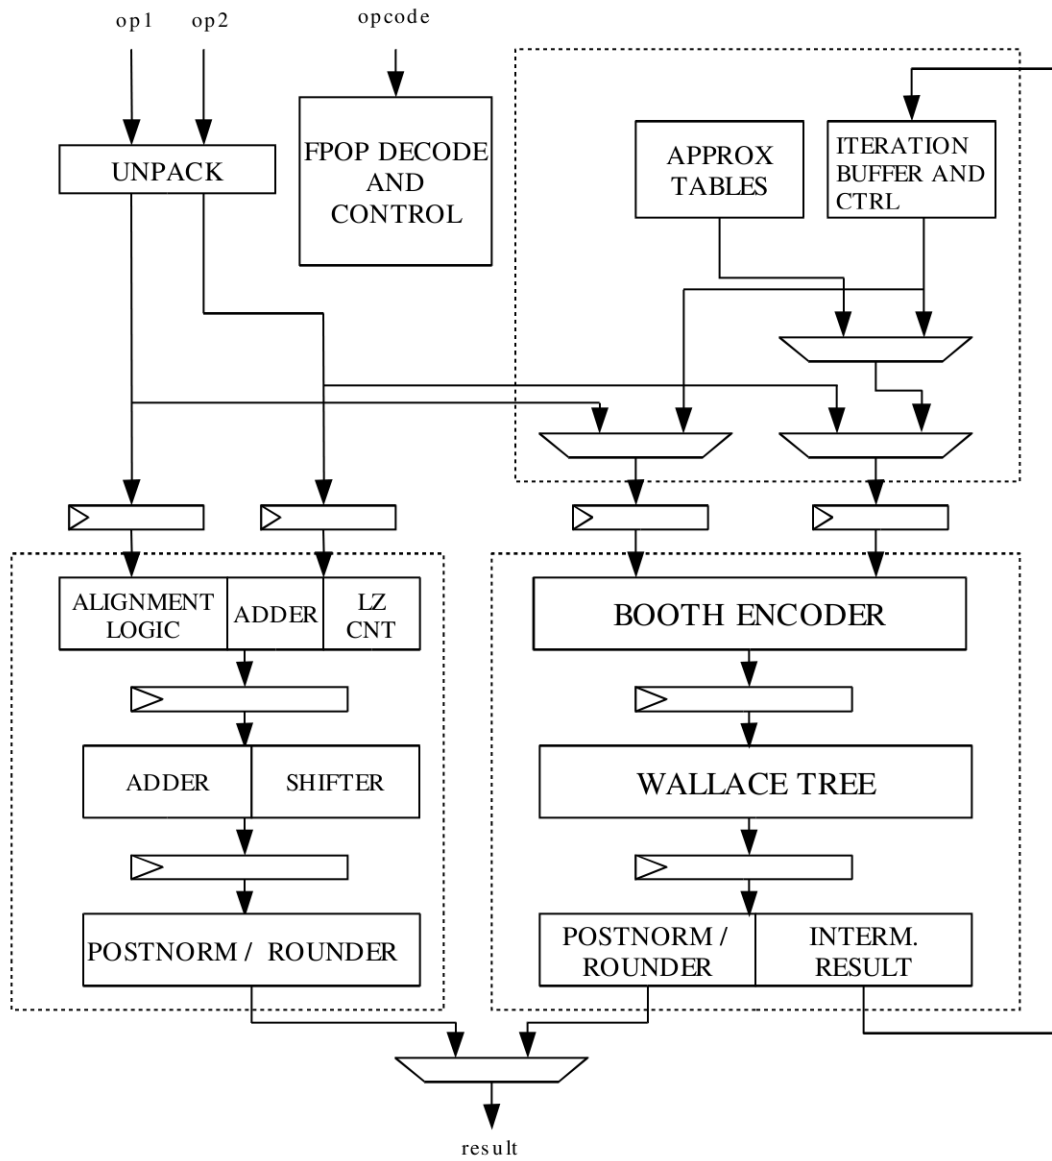 op1
op2
opcode
UNPACK
FPOP DECODE
AND
CONTROL
APPROX
TABLES
ITERATION
BUFFER AND
CTRL
ALIGNMENT
LOGIC
ADDER
LZ
CNT
BOOTH ENCODER
ADDER
SHIFTER
WALLACE TREE
POSTNORM / ROUNDER
POSTNORM /
ROUNDER
INTERM.
RESULT
result